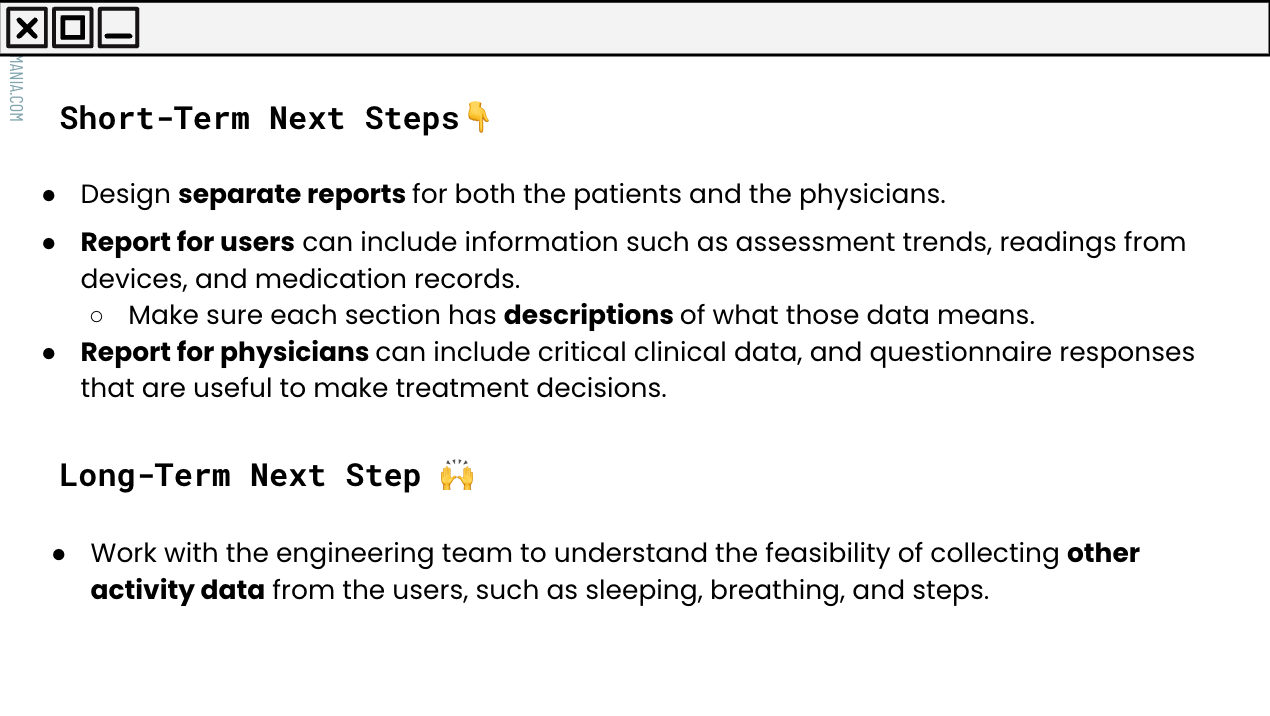 MANIA.COM
Short-Term Next Steps👇
● Design separate reports for both the patients and the physicians.
● Report for users can include information such as assessment trends, readings from
devices, and medication records.
○ Make sure each section has descriptions of what those data means.
● Report for physicians can include critical clinical data, and questionnaire responses
that are useful to make treatment decisions.
Long-Term Next Step 🙌
● Work with the engineering team to understand the feasibility of collecting other
activity data from the users, such as sleeping, breathing, and steps.